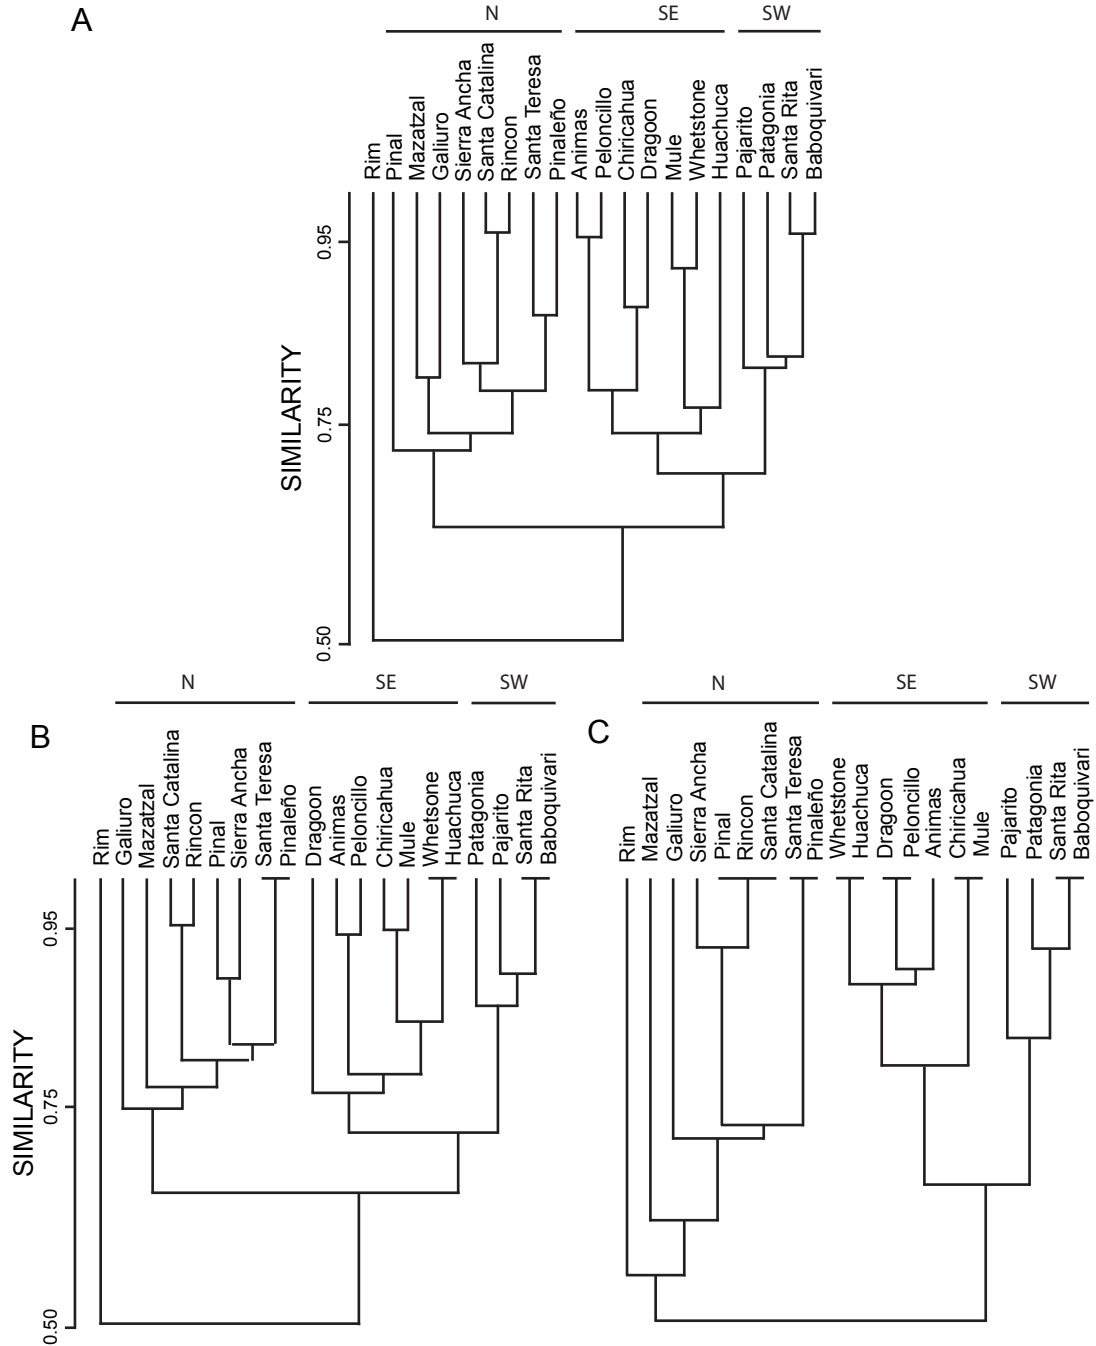 A
N SE SW
Rim
Pinal
Mazatzal
Galiuro
Sierra Ancha
Santa Catalina
Rincon
Santa Teresa
Pinaleño
Animas
Peloncillo
Chiricahua
Dragoon
Mule
Whetstone
Huachuca
Pajarito
Patagonia
Santa Rita
Baboquivari
SIMILARITY
0.95
0.75
0.50
B
N SE SW
Rim
Galiuro
Mazatzal
Santa Catalina
Rincon
Pinal
Sierra Ancha
Santa Teresa
Pinaleño
Dragoon
Animas
Peloncillo
Chiricahua
Mule
Whetsone
Huachuca
Patagonia
Pajarito
Santa Rita
Baboquivari
SIMILARITY
0.95
0.75
0.50
C
N SE SW
Rim
Mazatzal
Galiuro
Sierra Ancha
Pinal
Rincon
Santa Catalina
Santa Teresa
Pinaleño
Whetstone
Huachuca
Dragoon
Peloncillo
Animas
Chiricahua
Mule
Pajarito
Patagonia
Santa Rita
Baboquivari